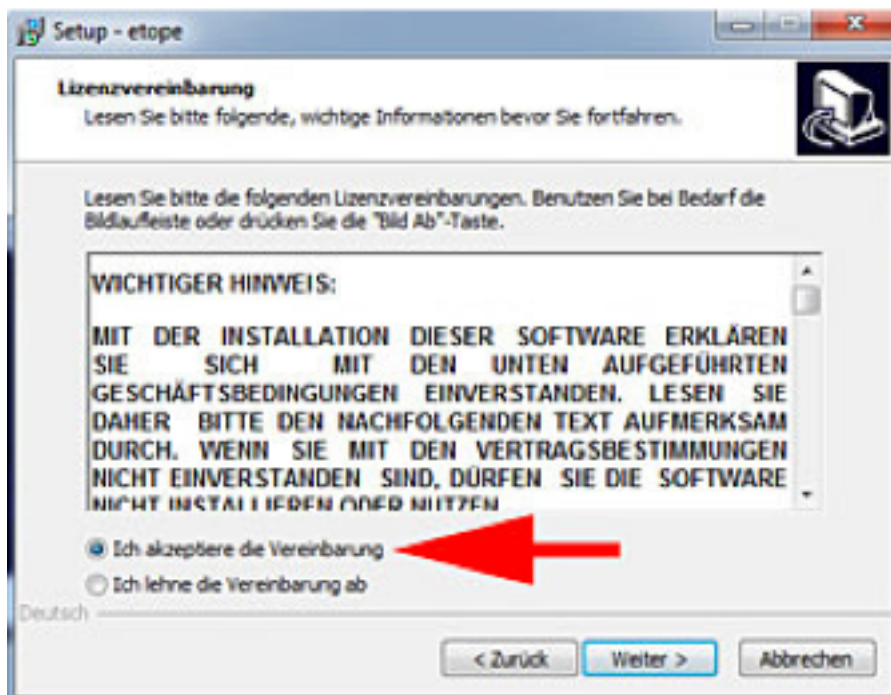 Setup - etope
Lizenzvereinbarung
Lesen Sie bitte folgende, wichtige Informationen bevor Sie fortfahren.
Lesen Sie bitte die folgenden Lizenzvereinbarungen. Benutzen Sie bei Bedarf die
Bildlaufleiste oder drücken Sie die "Bild Ab"-Taste.
WICHTIGER HINWEIS:
MIT DER INSTALLATION DIESER SOFTWARE ERKLÄREN
SIE SICH MIT DEN UNTEN AUFGEFÜHRTEN
GESCHÄFTSBEDINGUNGEN EINVERSTANDEN. LESEN SIE
DAHER BITTE DEN NACHFOLGENDEN TEXT AUFMERKSAM
DURCH. WENN SIE MIT DEN VERTRAGSBESTIMMUNGEN
NICHT EINVERSTANDEN SIND, DÜRFEN SIE DIE SOFTWARE
NICHT INSTALLIEREN ODER NUTZEN
Ich akzeptiere die Vereinbarung
Ich lehne die Vereinbarung ab
Deutsch
< Zurück
Weiter >
Abbrechen